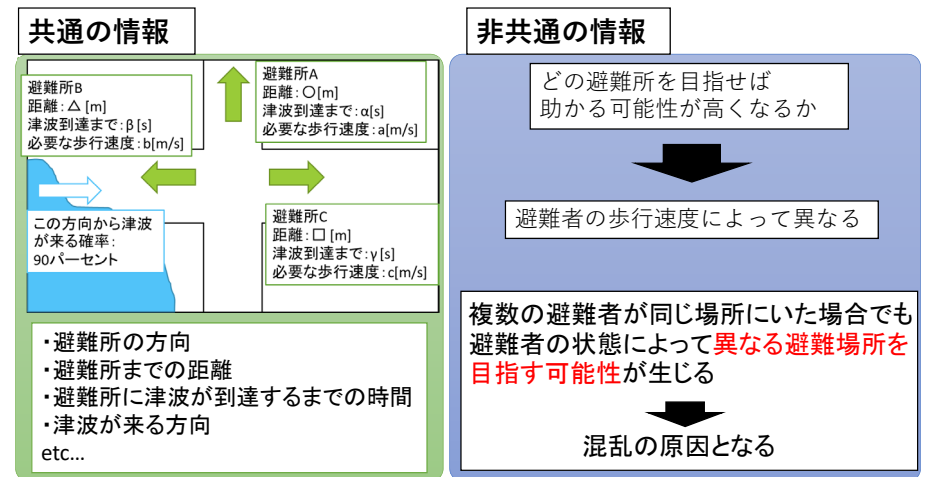 共通の情報
避難所B
距離:△[m]
津波到達まで:β[s]
必要な歩行速度:b[m/s]
避難所A
距離:〇[m]
津波到達まで:α[s]
必要な歩行速度:a[m/s]
この方向から津波
が来る確率:
90パーセント
避難所C
距離:□[m]
津波到達まで:γ[s]
必要な歩行速度:c[m/s]
・避難所の方向
・避難所までの距離
・避難所に津波が到達するまでの時間
・津波が来る方向
etc...
非共通の情報
どの避難所を目指せば
助かる可能性が高くなるか
避難者の歩行速度によって異なる
複数の避難者が同じ場所にいた場合でも
避難者の状態によって異なる避難場所を
目指す可能性が生じる
混乱の原因となる